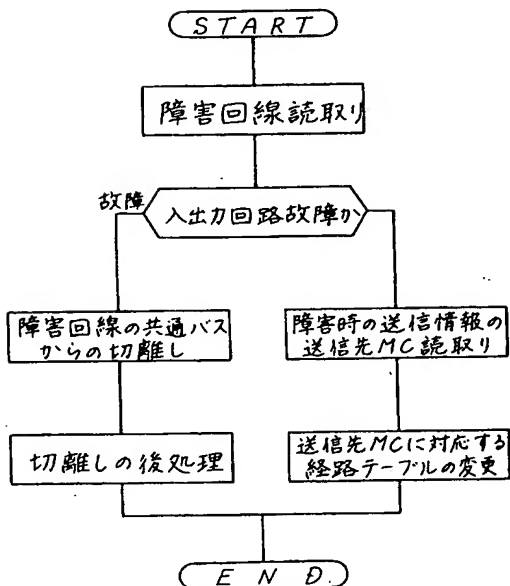 START
障害回線読取り
故障
入出力回路故障か
障害回線の共通バス
からの切離し
障害時の送信情報の
送信先MC読取り
切離しの後処理
送信先MCに対応する
経路テーブルの変更
END